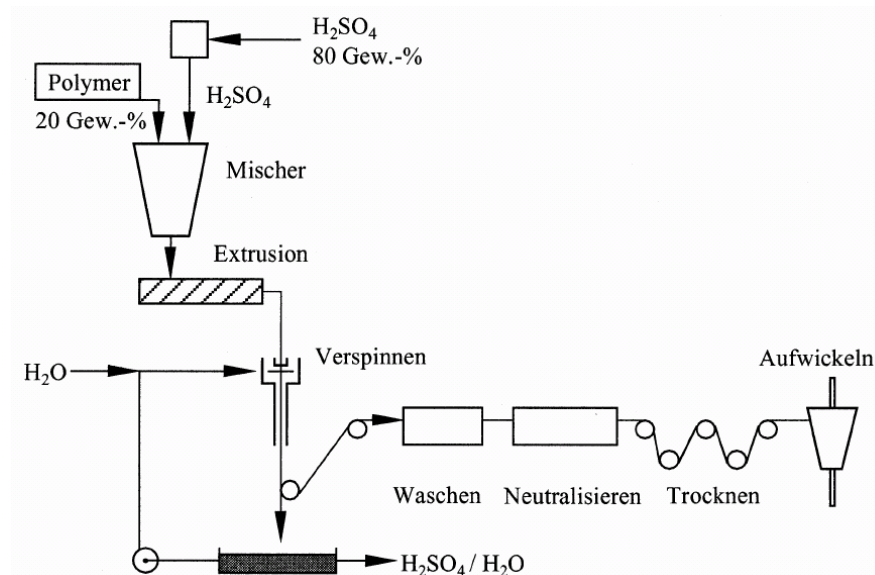 H₂SO₄
80 Gew.-%
Polymer
H₂SO₄
20 Gew.-%
Mischer
Extrusion
Verspinnen
H₂O
Aufwickeln
Waschen
Neutralisieren
Trocknen
H₂SO₄ / H₂O